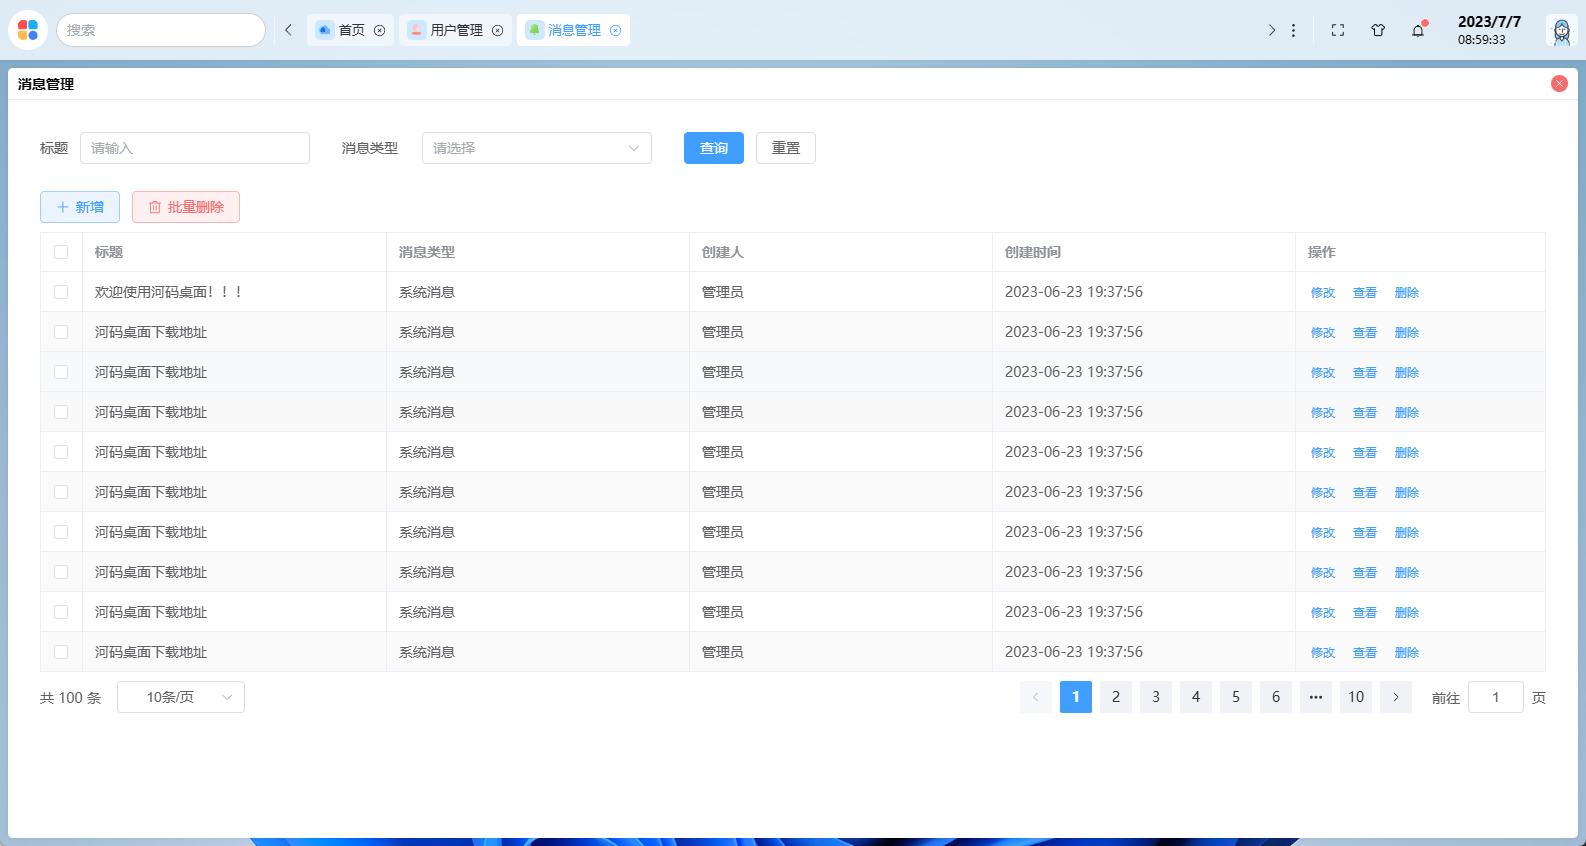 搜索 首页 用户管理 消息管理 2023/7/7
08:59:33
消息管理
标题 请输入 消息类型 请选择 查询 重置
新增 批量删除
标题 消息类型 创建人 创建时间 操作
欢迎使用河码桌面！！！ 系统消息 管理员 2023-06-23 19:37:56 修改 查看 删除
河码桌面下载地址 系统消息 管理员 2023-06-23 19:37:56 修改 查看 删除
河码桌面下载地址 系统消息 管理员 2023-06-23 19:37:56 修改 查看 删除
河码桌面下载地址 系统消息 管理员 2023-06-23 19:37:56 修改 查看 删除
河码桌面下载地址 系统消息 管理员 2023-06-23 19:37:56 修改 查看 删除
河码桌面下载地址 系统消息 管理员 2023-06-23 19:37:56 修改 查看 删除
河码桌面下载地址 系统消息 管理员 2023-06-23 19:37:56 修改 查看 删除
河码桌面下载地址 系统消息 管理员 2023-06-23 19:37:56 修改 查看 删除
河码桌面下载地址 系统消息 管理员 2023-06-23 19:37:56 修改 查看 删除
河码桌面下载地址 系统消息 管理员 2023-06-23 19:37:56 修改 查看 删除
共 100 条 10条/页 1 2 3 4 5 6 ••• 10 前往 1 页